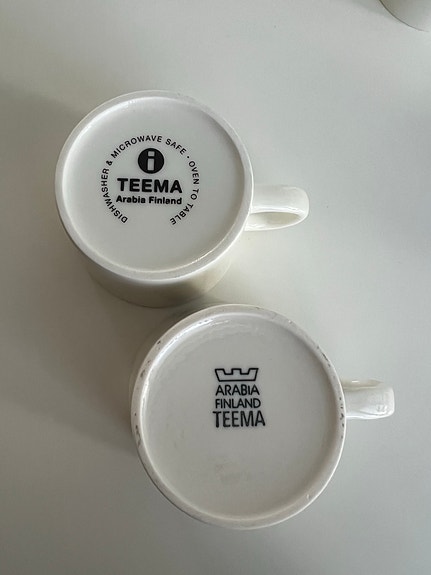 DISHWASHER & MICROWAVE SAFE · OVEN TO TABLE
i
TEEMA
Arabia Finland
ARABIA
FINLAND
TEEMA